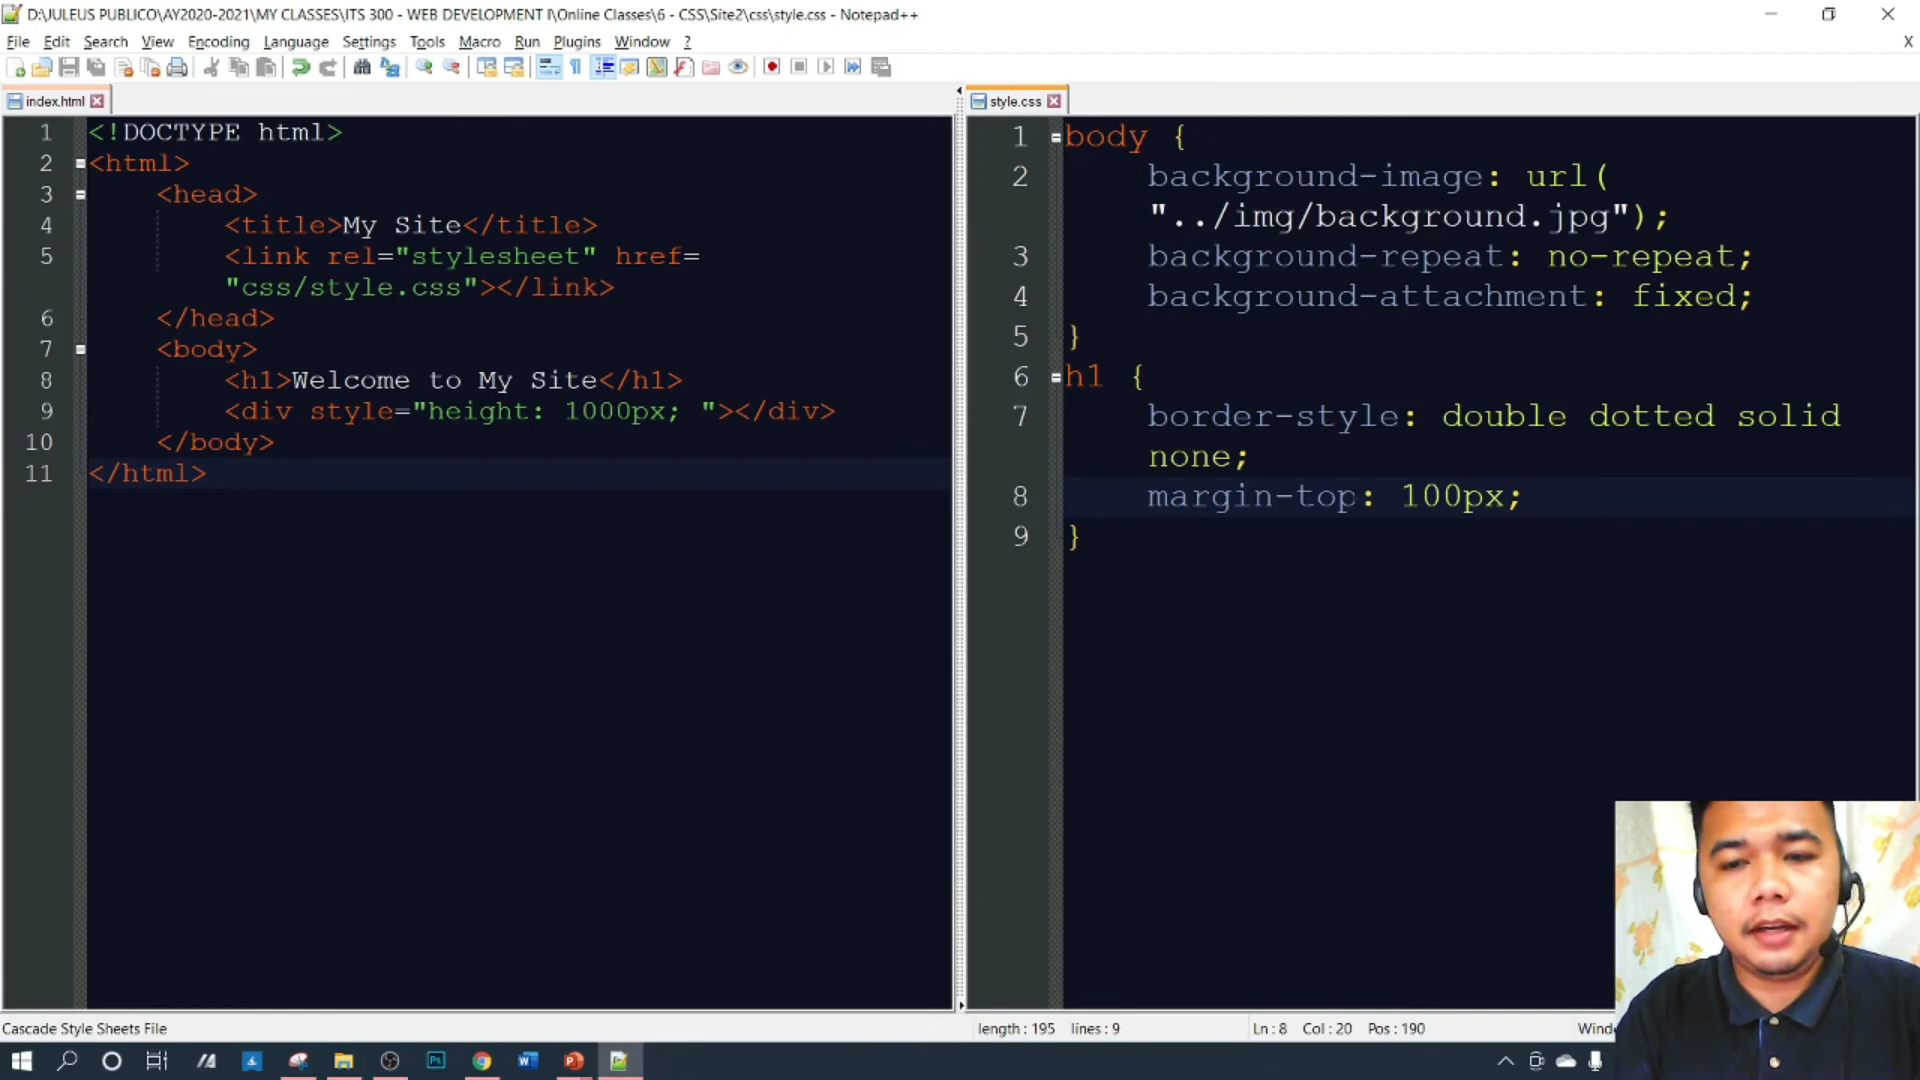 D:\JULEUS PUBLICO\AY2020-2021\MY CLASSES\ITS 300 - WEB DEVELOPMENT I\Online Classes\6 - CSS\Site2\css\style.css - Notepad++
File Edit Search View Encoding Language Settings Tools Macro Run Plugins Window ? X
index.html
1 <!DOCTYPE html>
2 <html>
3 <head>
4 <title>My Site</title>
5 <link rel="stylesheet" href=
"css/style.css"></link>
6 </head>
7 <body>
8 <h1>Welcome to My Site</h1>
9 <div style="height: 1000px; "></div>
10 </body>
11 </html>
style.css
1 body {
2 background-image: url(
"../img/background.jpg");
3 background-repeat: no-repeat;
4 background-attachment: fixed;
5 }
6 h1 {
7 border-style: double dotted solid
none;
8 margin-top: 100px;
9 }
Cascade Style Sheets File length : 195 lines : 9 Ln : 8 Col : 20 Pos : 190
Ps